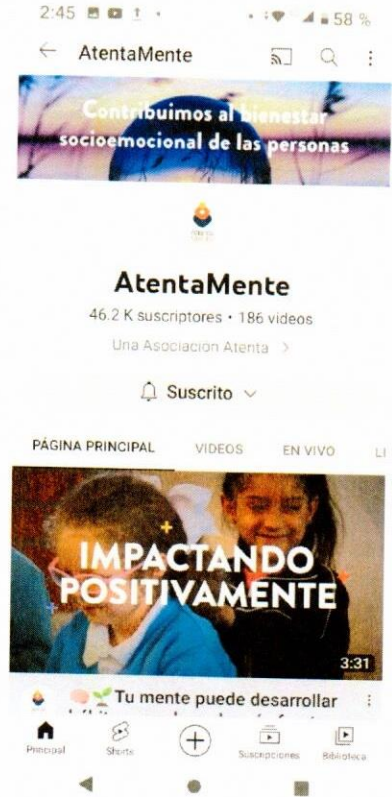 2:45 58 %
AtentaMente
Contribuimos al bienestar
socioemocional de las personas
AtentaMente
46.2 K suscriptores • 186 videos
Una Asociación Atenta >
Suscrito
PÁGINA PRINCIPAL VIDEOS EN VIVO LI
IMPACTANDO
POSITIVAMENTE
3:31
Tu mente puede desarrollar
Principal Shorts Suscripciones Biblioteca